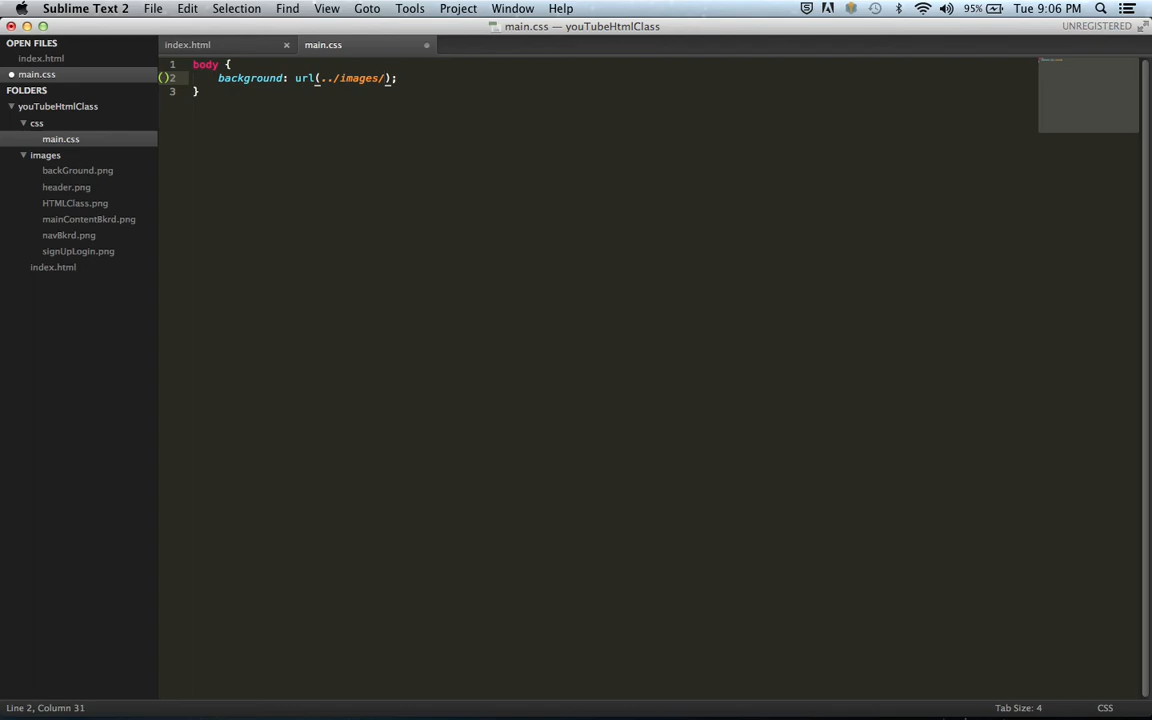 Sublime Text 2 File Edit Selection Find View Goto Tools Project Window Help 95% Tue 9:06 PM
main.css — youTubeHtmlClass UNREGISTERED
OPEN FILES
index.html
main.css
FOLDERS
youTubeHtmlClass
css
main.css
images
backGround.png
header.png
HTMLClass.png
mainContentBkrd.png
navBkrd.png
signUpLogin.png
index.html
index.html × main.css
1 body {
()2 background: url(../images/);
3 }
Line 2, Column 31 Tab Size: 4 CSS